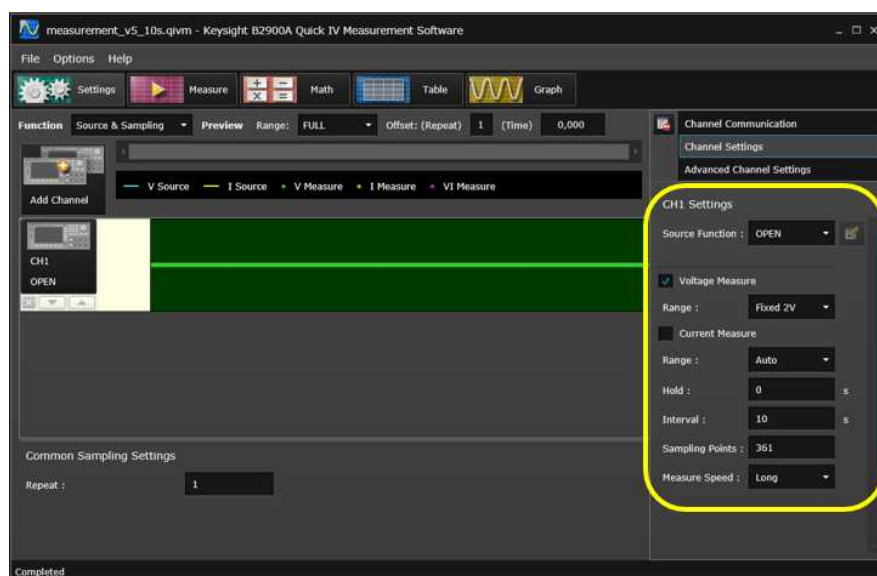 measurement_v5_10s.qivm - Keysight B2900A Quick IV Measurement Software
File Options Help
Settings Measure Math Table Graph
Function Source & Sampling Preview Range: FULL Offset: (Repeat) 1 (Time) 0,000
Channel Communication
Channel Settings
Advanced Channel Settings
Add Channel
V Source I Source V Measure I Measure VI Measure
CH1
OPEN
CH1 Settings
Source Function : OPEN
Voltage Measure
Range : Fixed 2V
Current Measure
Range : Auto
Hold : 0 s
Interval : 10 s
Sampling Points : 361
Measure Speed : Long
Common Sampling Settings
Repeat : 1
Completed